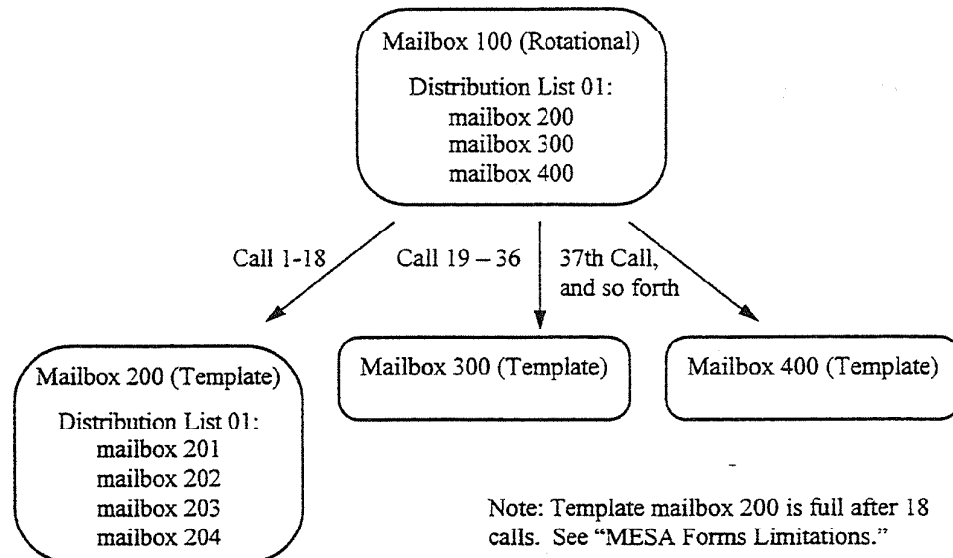 Mailbox 100 (Rotational)
Distribution List 01:
mailbox 200
mailbox 300
mailbox 400
Call 1-18
Call 19 – 36
37th Call,
and so forth
Mailbox 200 (Template)
Distribution List 01:
mailbox 201
mailbox 202
mailbox 203
mailbox 204
Mailbox 300 (Template)
Mailbox 400 (Template)
Note: Template mailbox 200 is full after 18
calls. See “MESA Forms Limitations.”